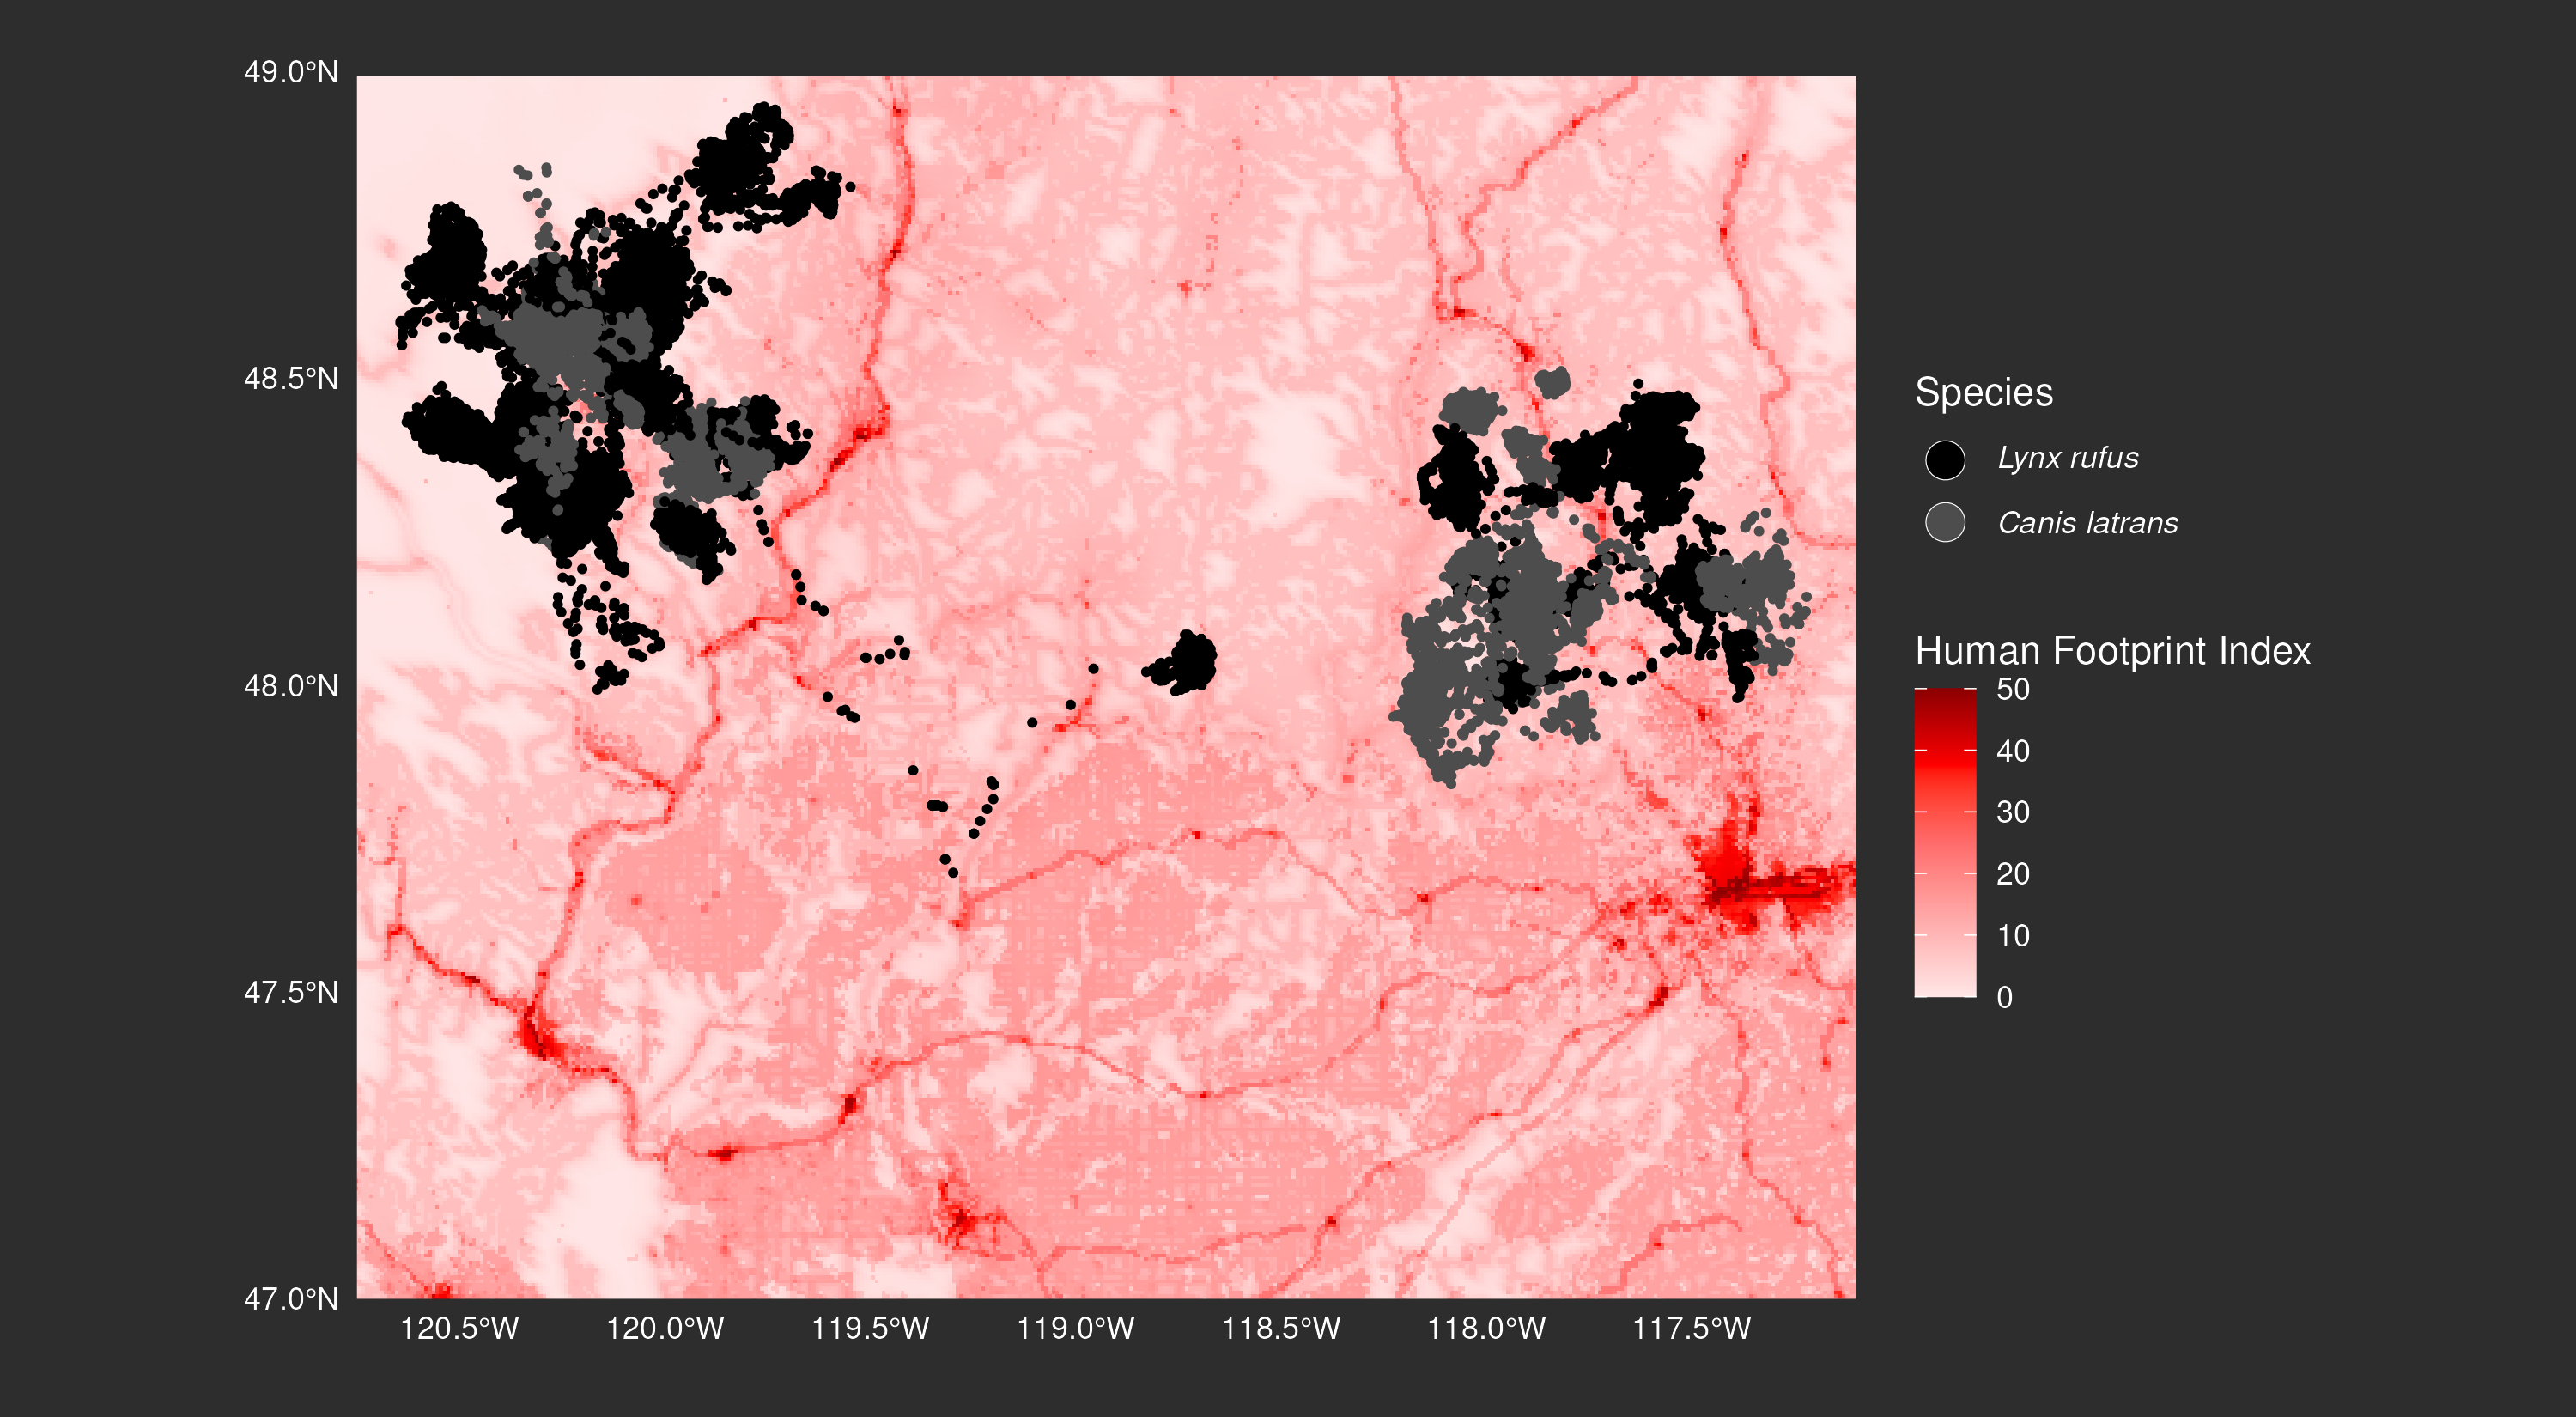 49.0°N
48.5°N
48.0°N
47.5°N
47.0°N
120.5°W 120.0°W 119.5°W 119.0°W 118.5°W 118.0°W 117.5°W
Species
Lynx rufus
Canis latrans
Human Footprint Index
50
40
30
20
10
0